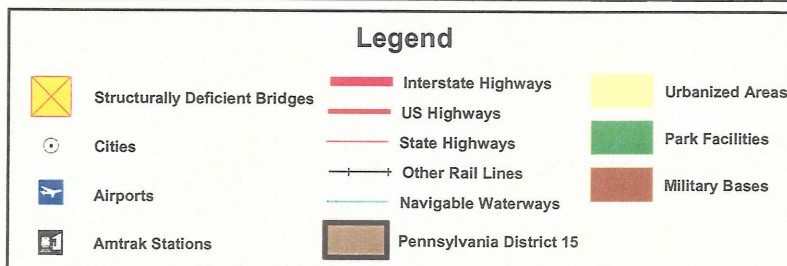 Legend
Structurally Deficient Bridges
Cities
Airports
Amtrak Stations
Interstate Highways
US Highways
State Highways
Other Rail Lines
Navigable Waterways
Pennsylvania District 15
Urbanized Areas
Park Facilities
Military Bases